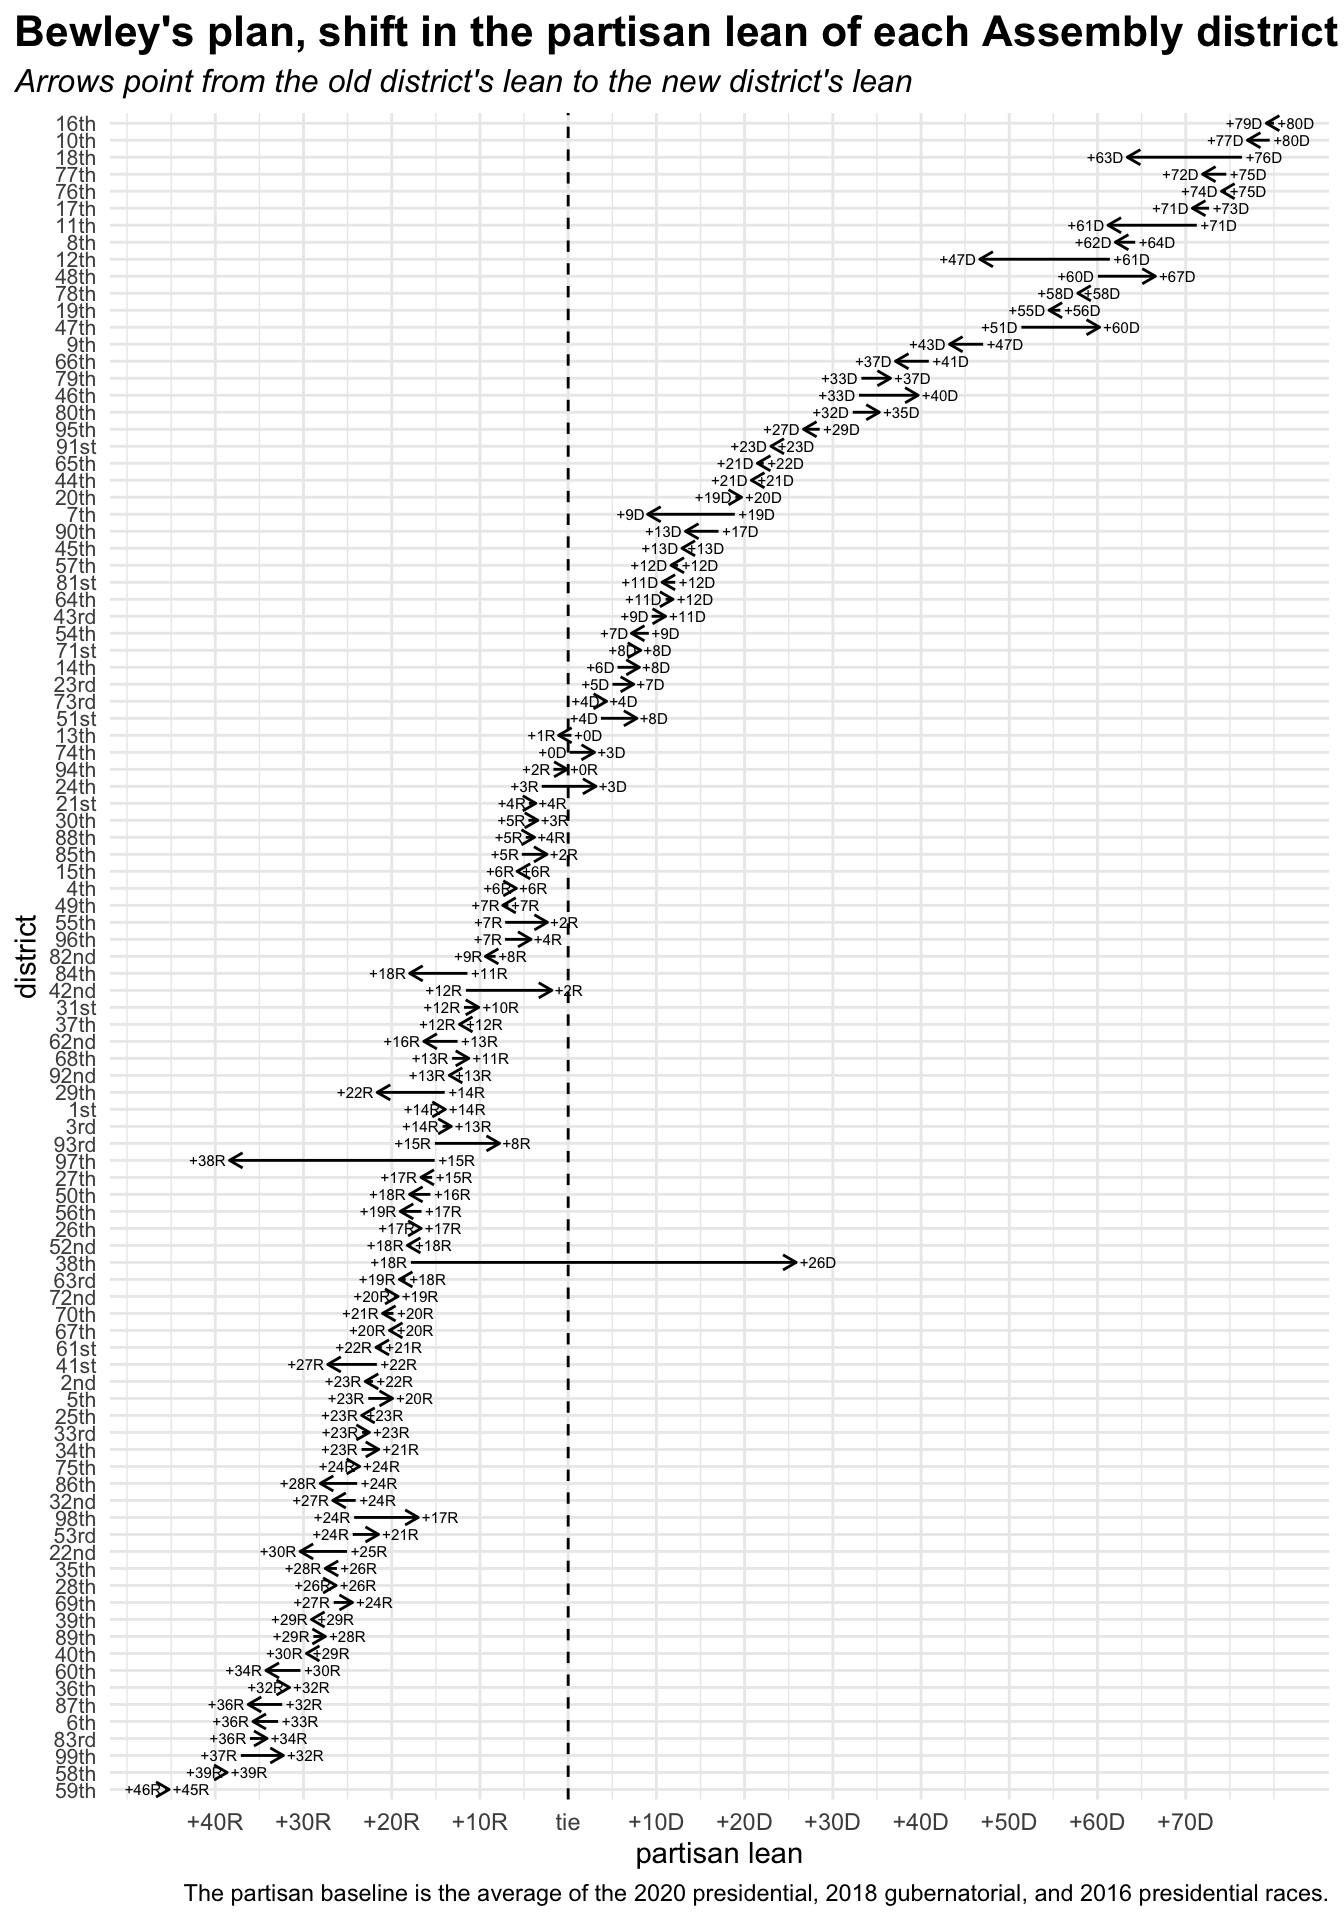 Bewley's plan, shift in the partisan lean of each Assembly district
Arrows point from the old district's lean to the new district's lean
16th +79D +80D
10th +77D +80D
18th +63D +76D
77th +72D +75D
76th +74D +75D
17th +71D +73D
11th +61D +71D
8th +62D +64D
12th +47D +61D
48th +60D +67D
78th +58D +58D
19th +55D +56D
47th +51D +60D
9th +43D +47D
66th +37D +41D
79th +33D +37D
46th +33D +40D
80th +32D +35D
95th +27D +29D
91st +23D +23D
65th +21D +22D
44th +21D +21D
20th +19D +20D
7th +9D +19D
90th +13D +17D
45th +13D +13D
57th +12D +12D
81st +11D +12D
64th +11D +12D
43rd +9D +11D
54th +7D +9D
71st +8D +8D
14th +6D +8D
23rd +5D +7D
73rd +4D +4D
51st +4D +8D
13th +1R +0D
74th +0D +3D
94th +2R +0R
24th +3R +3D
21st +4R +4R
30th +5R +3R
88th +5R +4R
85th +5R +2R
15th +6R +6R
4th +6R +6R
49th +7R +7R
55th +7R +2R
96th +7R +4R
82nd +9R +8R
84th +18R +11R
42nd +12R +2R
31st +12R +10R
37th +12R +12R
62nd +16R +13R
68th +13R +11R
92nd +13R +13R
29th +22R +14R
1st +14R +14R
3rd +14R +13R
93rd +15R +8R
97th +38R +15R
27th +17R +15R
50th +18R +16R
56th +19R +17R
26th +17R +17R
52nd +18R +18R
38th +18R +26D
63rd +19R +18R
72nd +20R +19R
70th +21R +20R
67th +20R +20R
61st +22R +21R
41st +27R +22R
2nd +23R +22R
5th +23R +20R
25th +23R +23R
33rd +23R +23R
34th +23R +21R
75th +24R +24R
86th +28R +24R
32nd +27R +24R
98th +24R +17R
53rd +24R +21R
22nd +30R +25R
35th +28R +26R
28th +26R +26R
69th +27R +24R
39th +29R +29R
89th +29R +28R
40th +30R +29R
60th +34R +30R
36th +32R +32R
87th +36R +32R
6th +36R +33R
83rd +36R +34R
99th +37R +32R
58th +39R +39R
59th +46R +45R
district
+40R +30R +20R +10R tie +10D +20D +30D +40D +50D +60D +70D
partisan lean
The partisan baseline is the average of the 2020 presidential, 2018 gubernatorial, and 2016 presidential races.